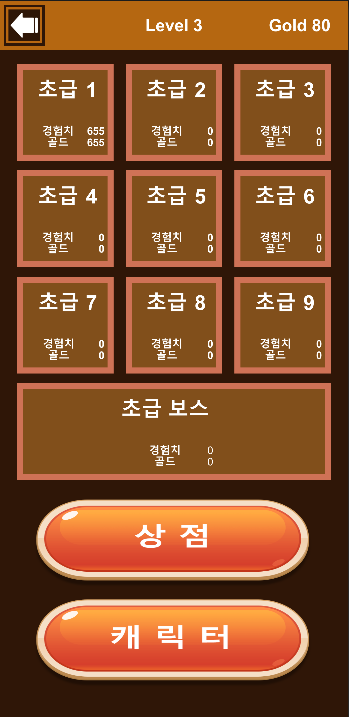 Level 3 Gold 80
초급 1 초급 2 초급 3
경험치 655 경험치 0 경험치 0
골드 655 골드 0 골드 0
초급 4 초급 5 초급 6
경험치 0 경험치 0 경험치 0
골드 0 골드 0 골드 0
초급 7 초급 8 초급 9
경험치 0 경험치 0 경험치 0
골드 0 골드 0 골드 0
초급 보스
경험치 0
골드 0
상 점
캐 릭 터